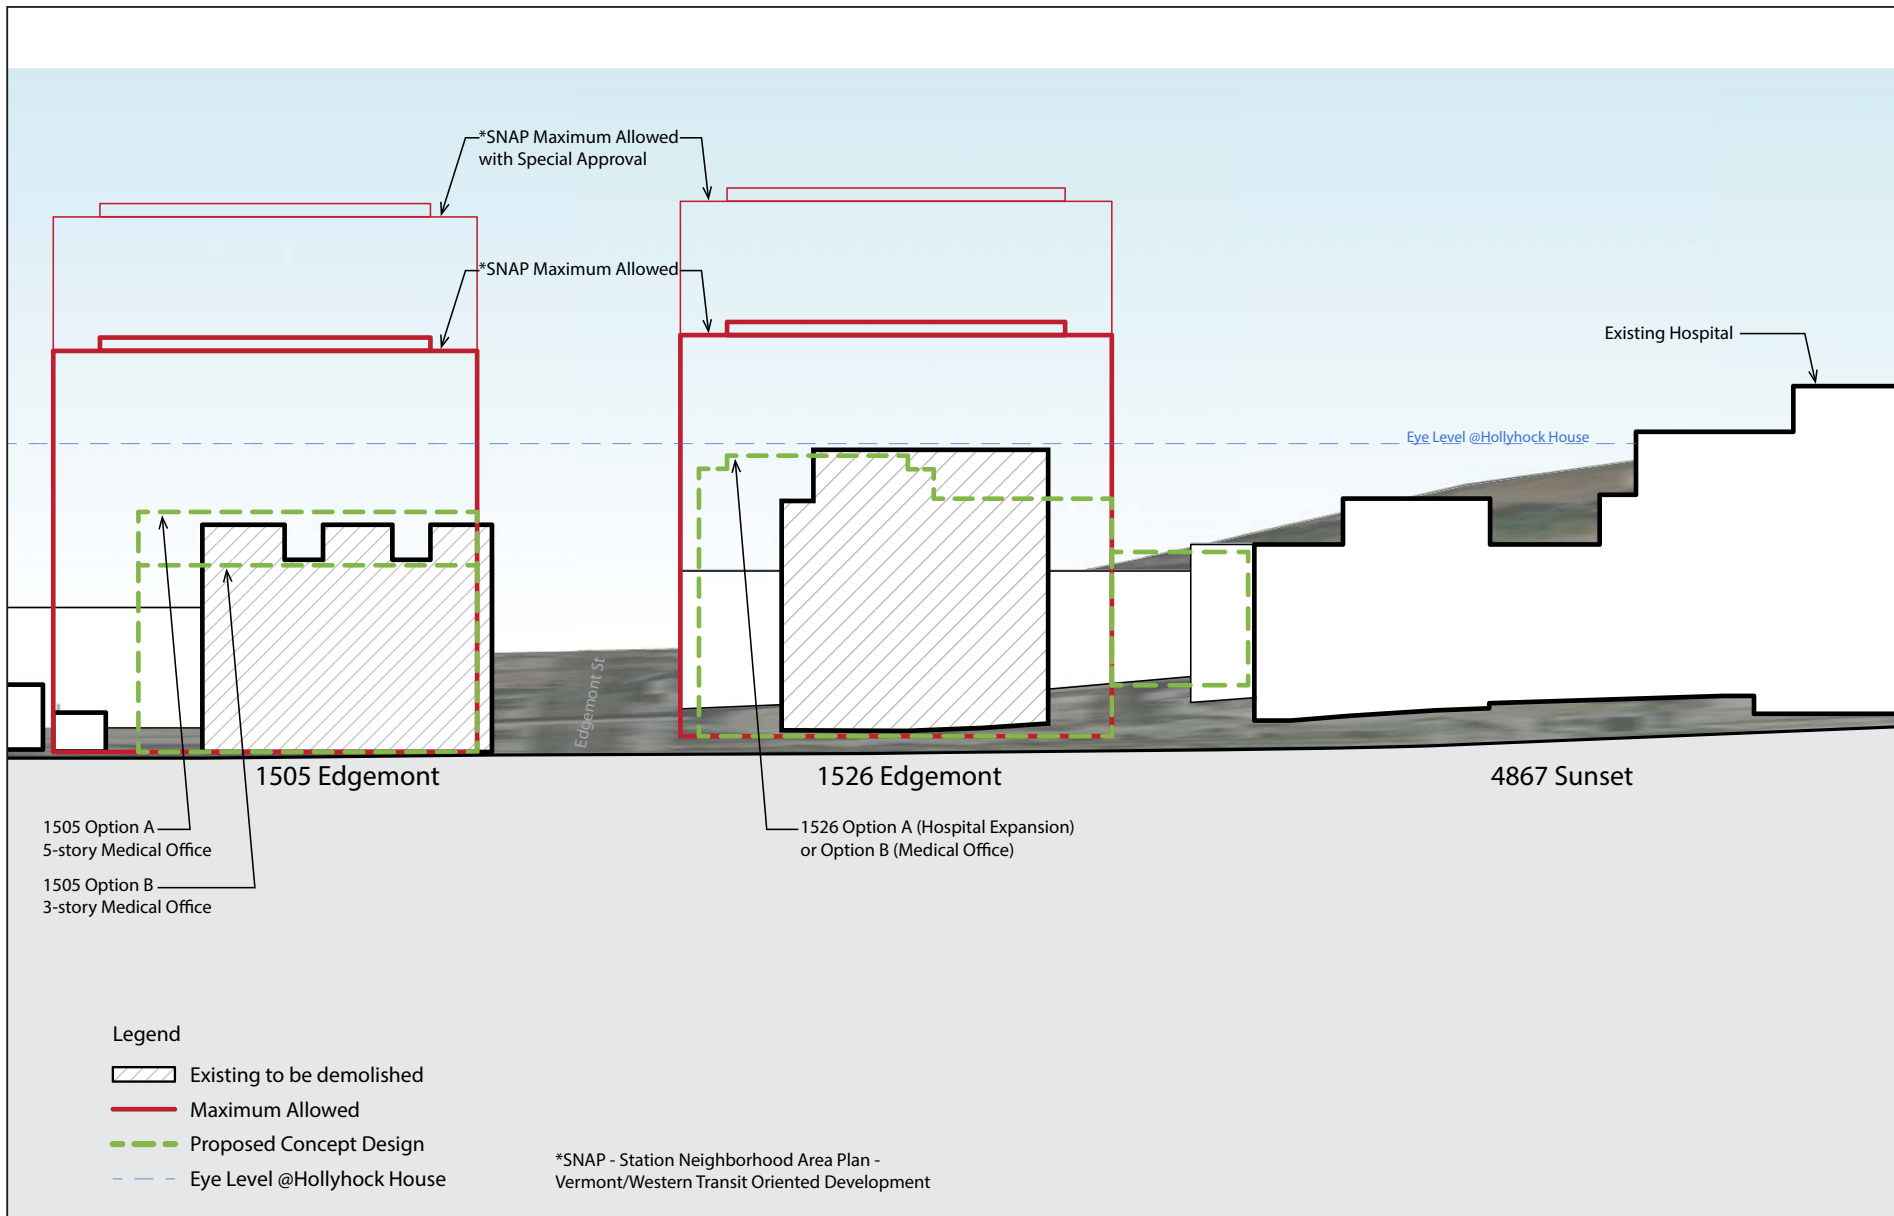 *SNAP Maximum Allowed
with Special Approval
*SNAP Maximum Allowed
Existing Hospital
Eye Level @Hollyhock House
Edgemont St
1505 Edgemont
1526 Edgemont
4867 Sunset
1505 Option A
5-story Medical Office
1505 Option B
3-story Medical Office
1526 Option A (Hospital Expansion)
or Option B (Medical Office)
Legend
Existing to be demolished
Maximum Allowed
Proposed Concept Design
Eye Level @Hollyhock House
*SNAP - Station Neighborhood Area Plan -
Vermont/Western Transit Oriented Development